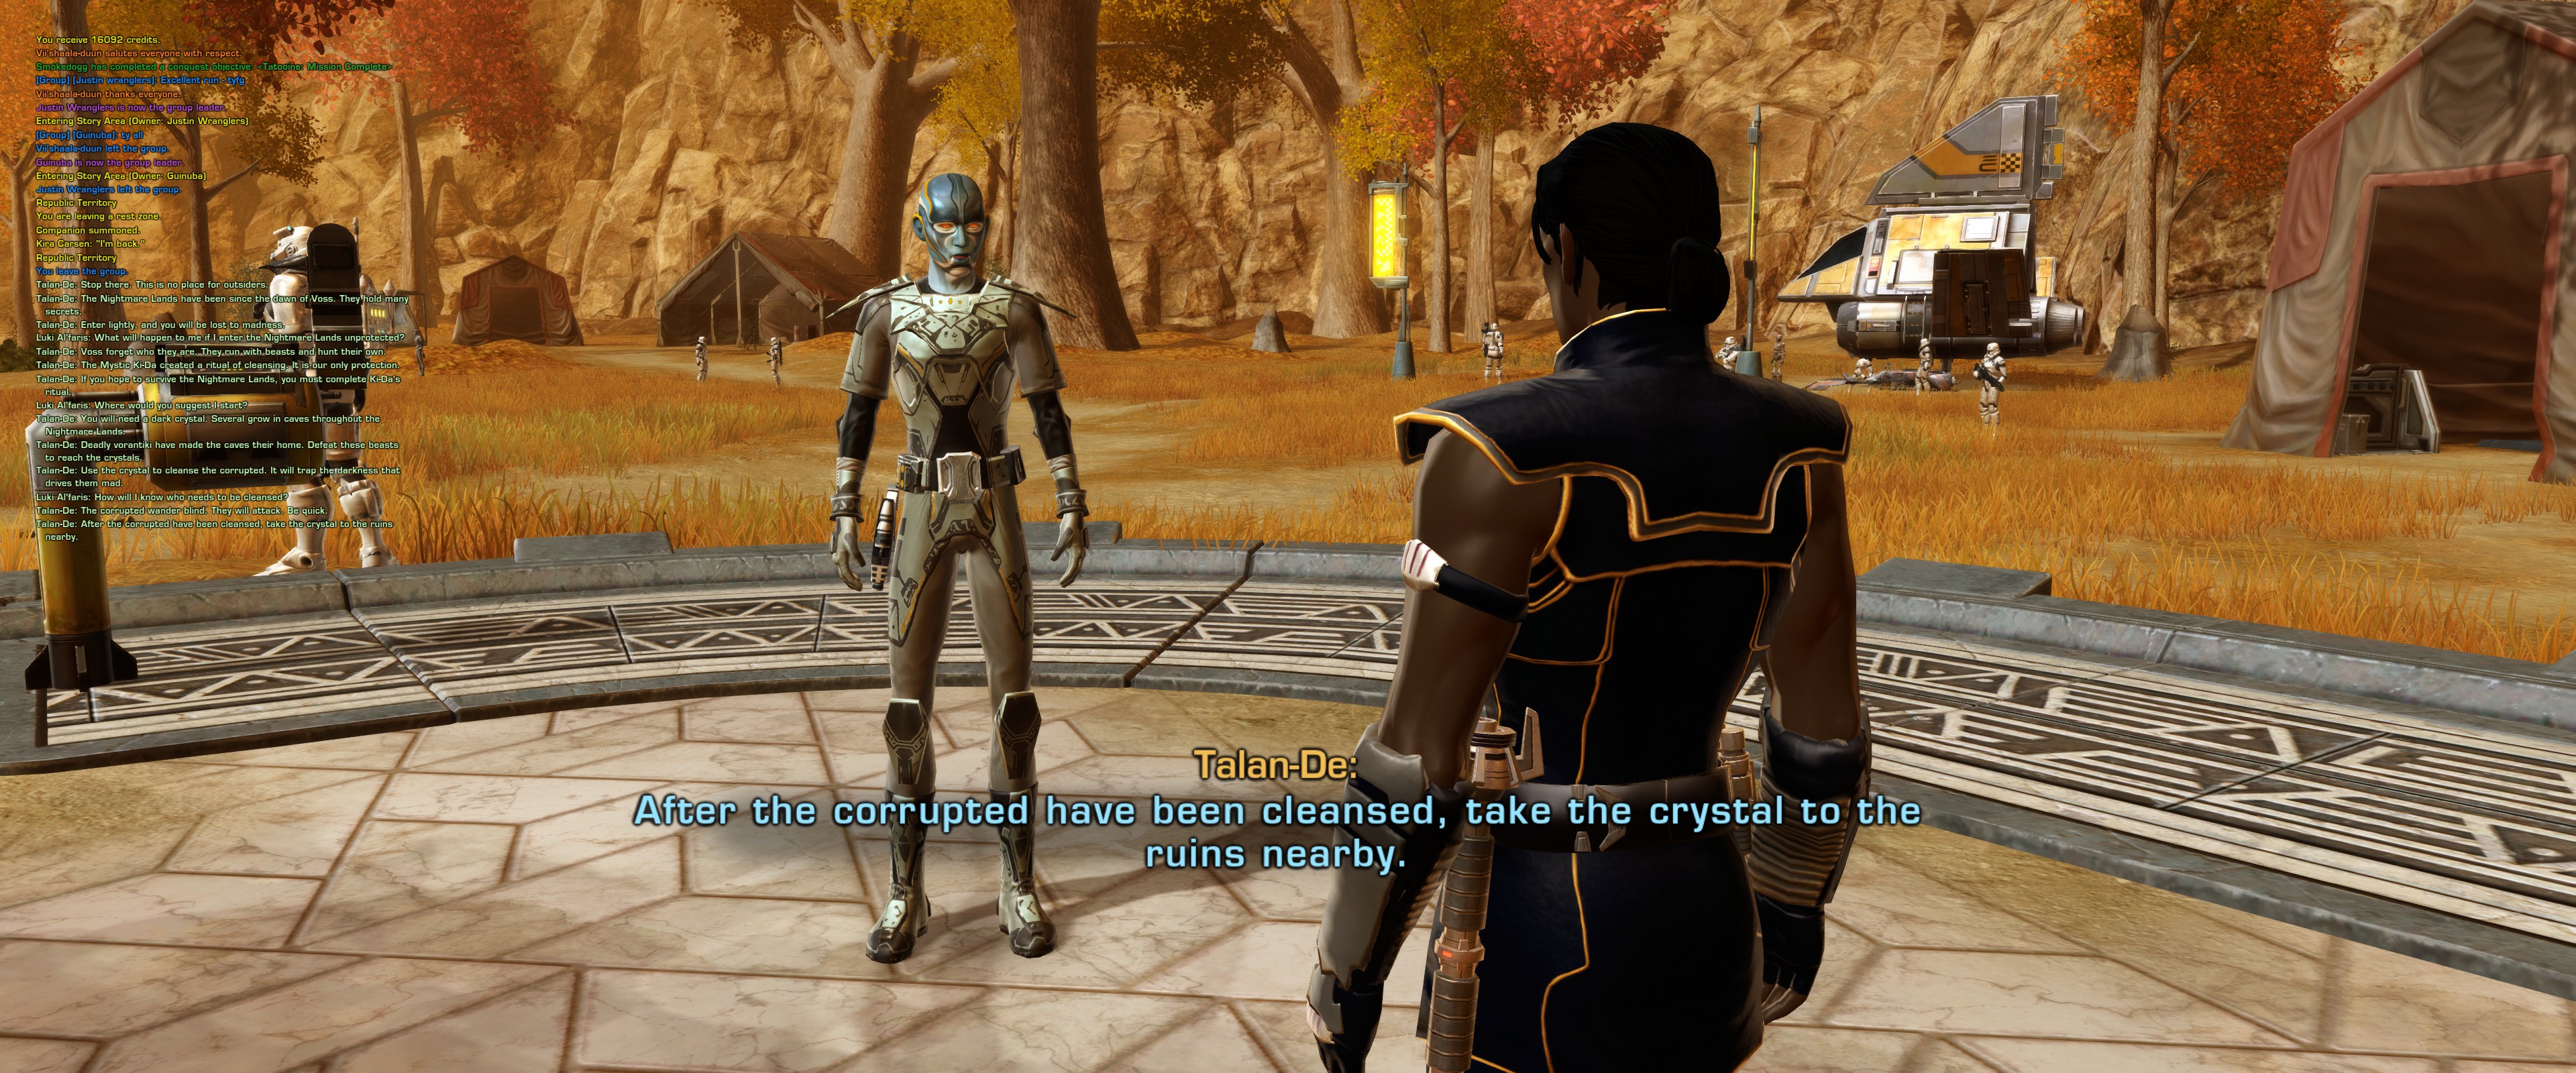 You receive 16092 credits.
Vii'shaala-duun salutes everyone with respect.
Smokedogg has completed a conquest objective: <Tatooine: Mission Complete>
[Group] [Justin wranglers]: Excellent run - tyfg
Vii'shaala-duun thanks everyone.
Justin Wranglers is now the group leader.
Entering Story Area (Owner: Justin Wranglers)
[Group] [Guinuba]: ty all
Vii'shaala-duun left the group.
Guinuba is now the group leader.
Entering Story Area (Owner: Guinuba)
Justin Wranglers left the group.
Republic Territory
You are leaving a rest zone.
Companion summoned.
Kira Carsen: "I'm back."
Republic Territory
You leave the group.
Talan-De: Stop there. This is no place for outsiders.
Talan-De: The Nightmare Lands have been since the dawn of Voss. They hold many
secrets.
Talan-De: Enter lightly, and you will be lost to madness.
Luki Al'faris: What will happen to me if I enter the Nightmare Lands unprotected?
Talan-De: Voss forget who they are. They run with beasts and hunt their own.
Talan-De: The Mystic Ki-Da created a ritual of cleansing. It is our only protection.
Talan-De: If you hope to survive the Nightmare Lands, you must complete Ki-Da's
ritual.
Luki Al'faris: Where would you suggest I start?
Talan-De: You will need a dark crystal. Several grow in caves throughout the
Nightmare Lands.
Talan-De: Deadly vorantiki have made the caves their home. Defeat these beasts
to reach the crystals.
Talan-De: Use the crystal to cleanse the corrupted. It will trap the darkness that
drives them mad.
Luki Al'faris: How will I know who needs to be cleansed?
Talan-De: The corrupted wander blind. They will attack. Be quick.
Talan-De: After the corrupted have been cleansed, take the crystal to the ruins
nearby.
Talan-De:
After the corrupted have been cleansed, take the crystal to the
ruins nearby.